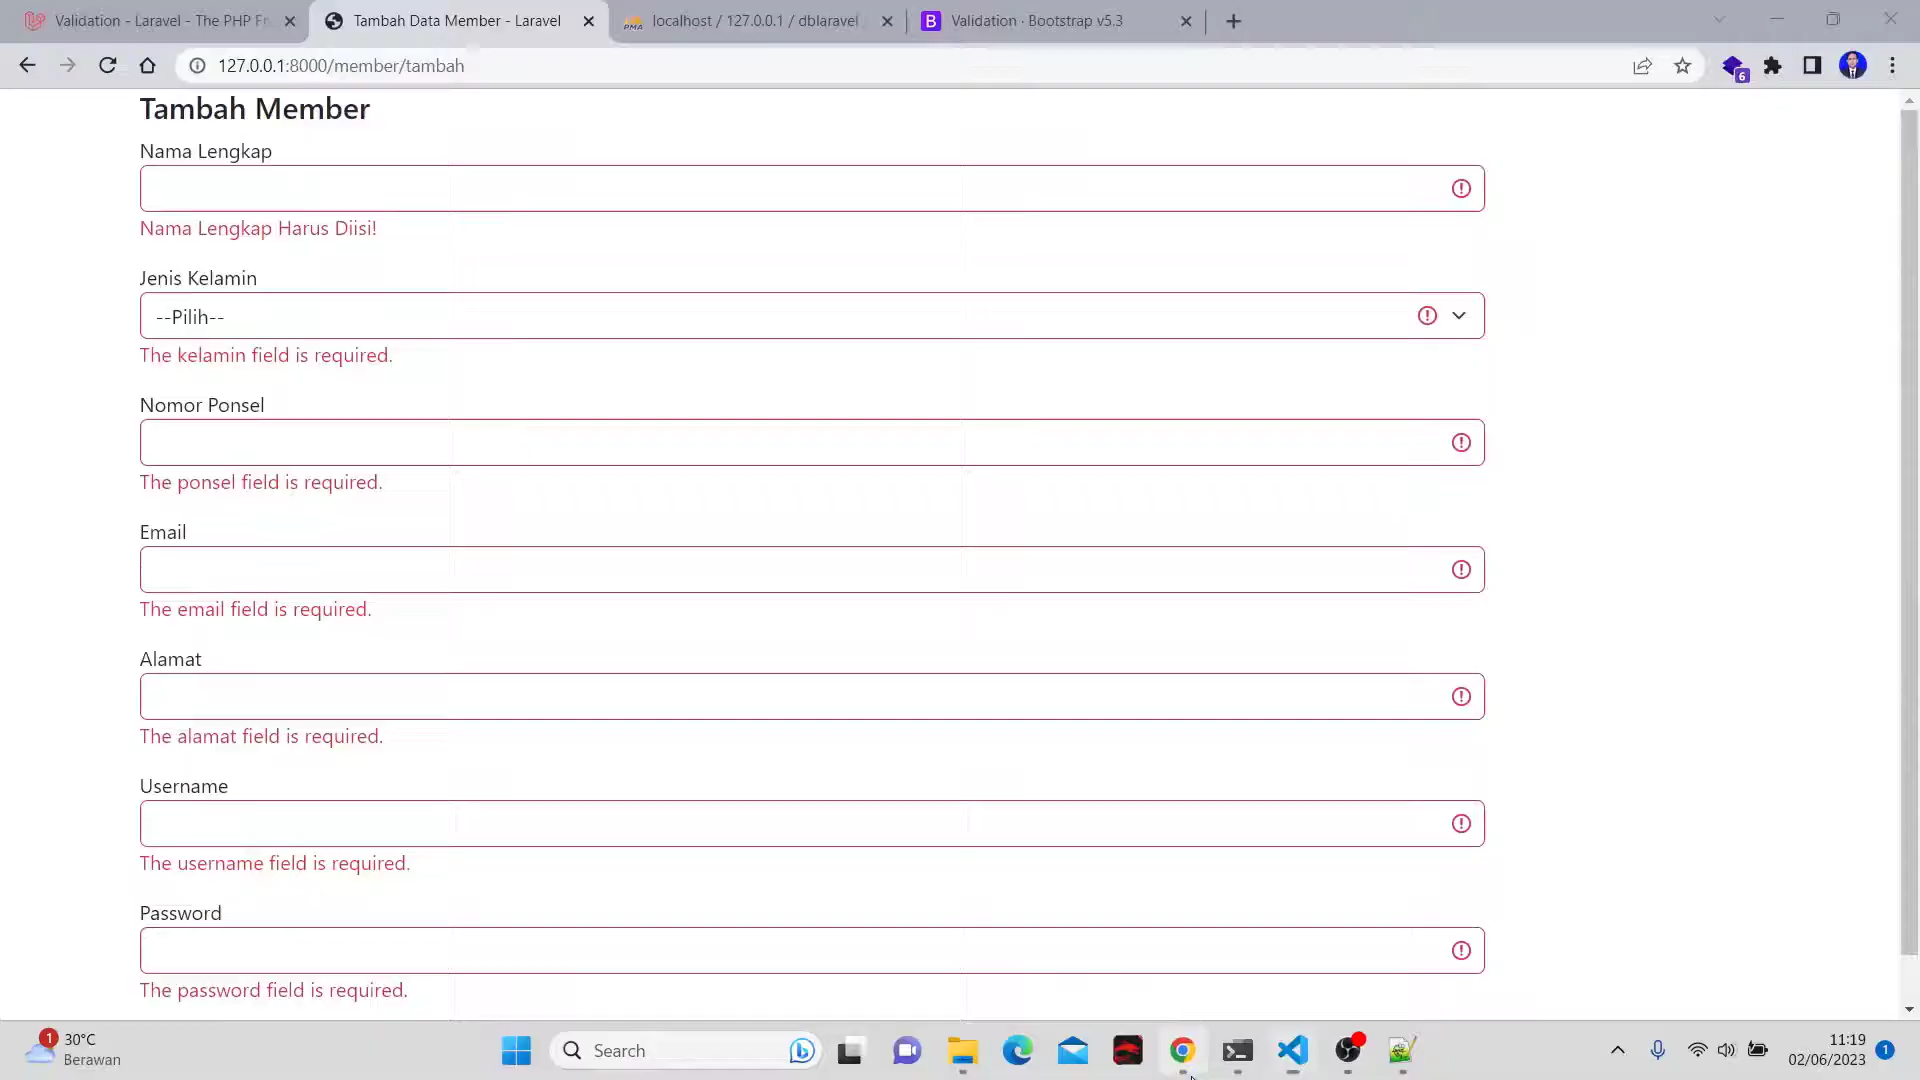 Validation - Laravel - The PHP Fr
Tambah Data Member - Laravel
localhost / 127.0.0.1 / dblaravel
Validation · Bootstrap v5.3
127.0.0.1:8000/member/tambah
6
Tambah Member
Nama Lengkap
Nama Lengkap Harus Diisi!
Jenis Kelamin
--Pilih--
The kelamin field is required.
Nomor Ponsel
The ponsel field is required.
Email
The email field is required.
Alamat
The alamat field is required.
Username
The username field is required.
Password
The password field is required.
1
30°C
Berawan
Search
11:19
02/06/2023
1